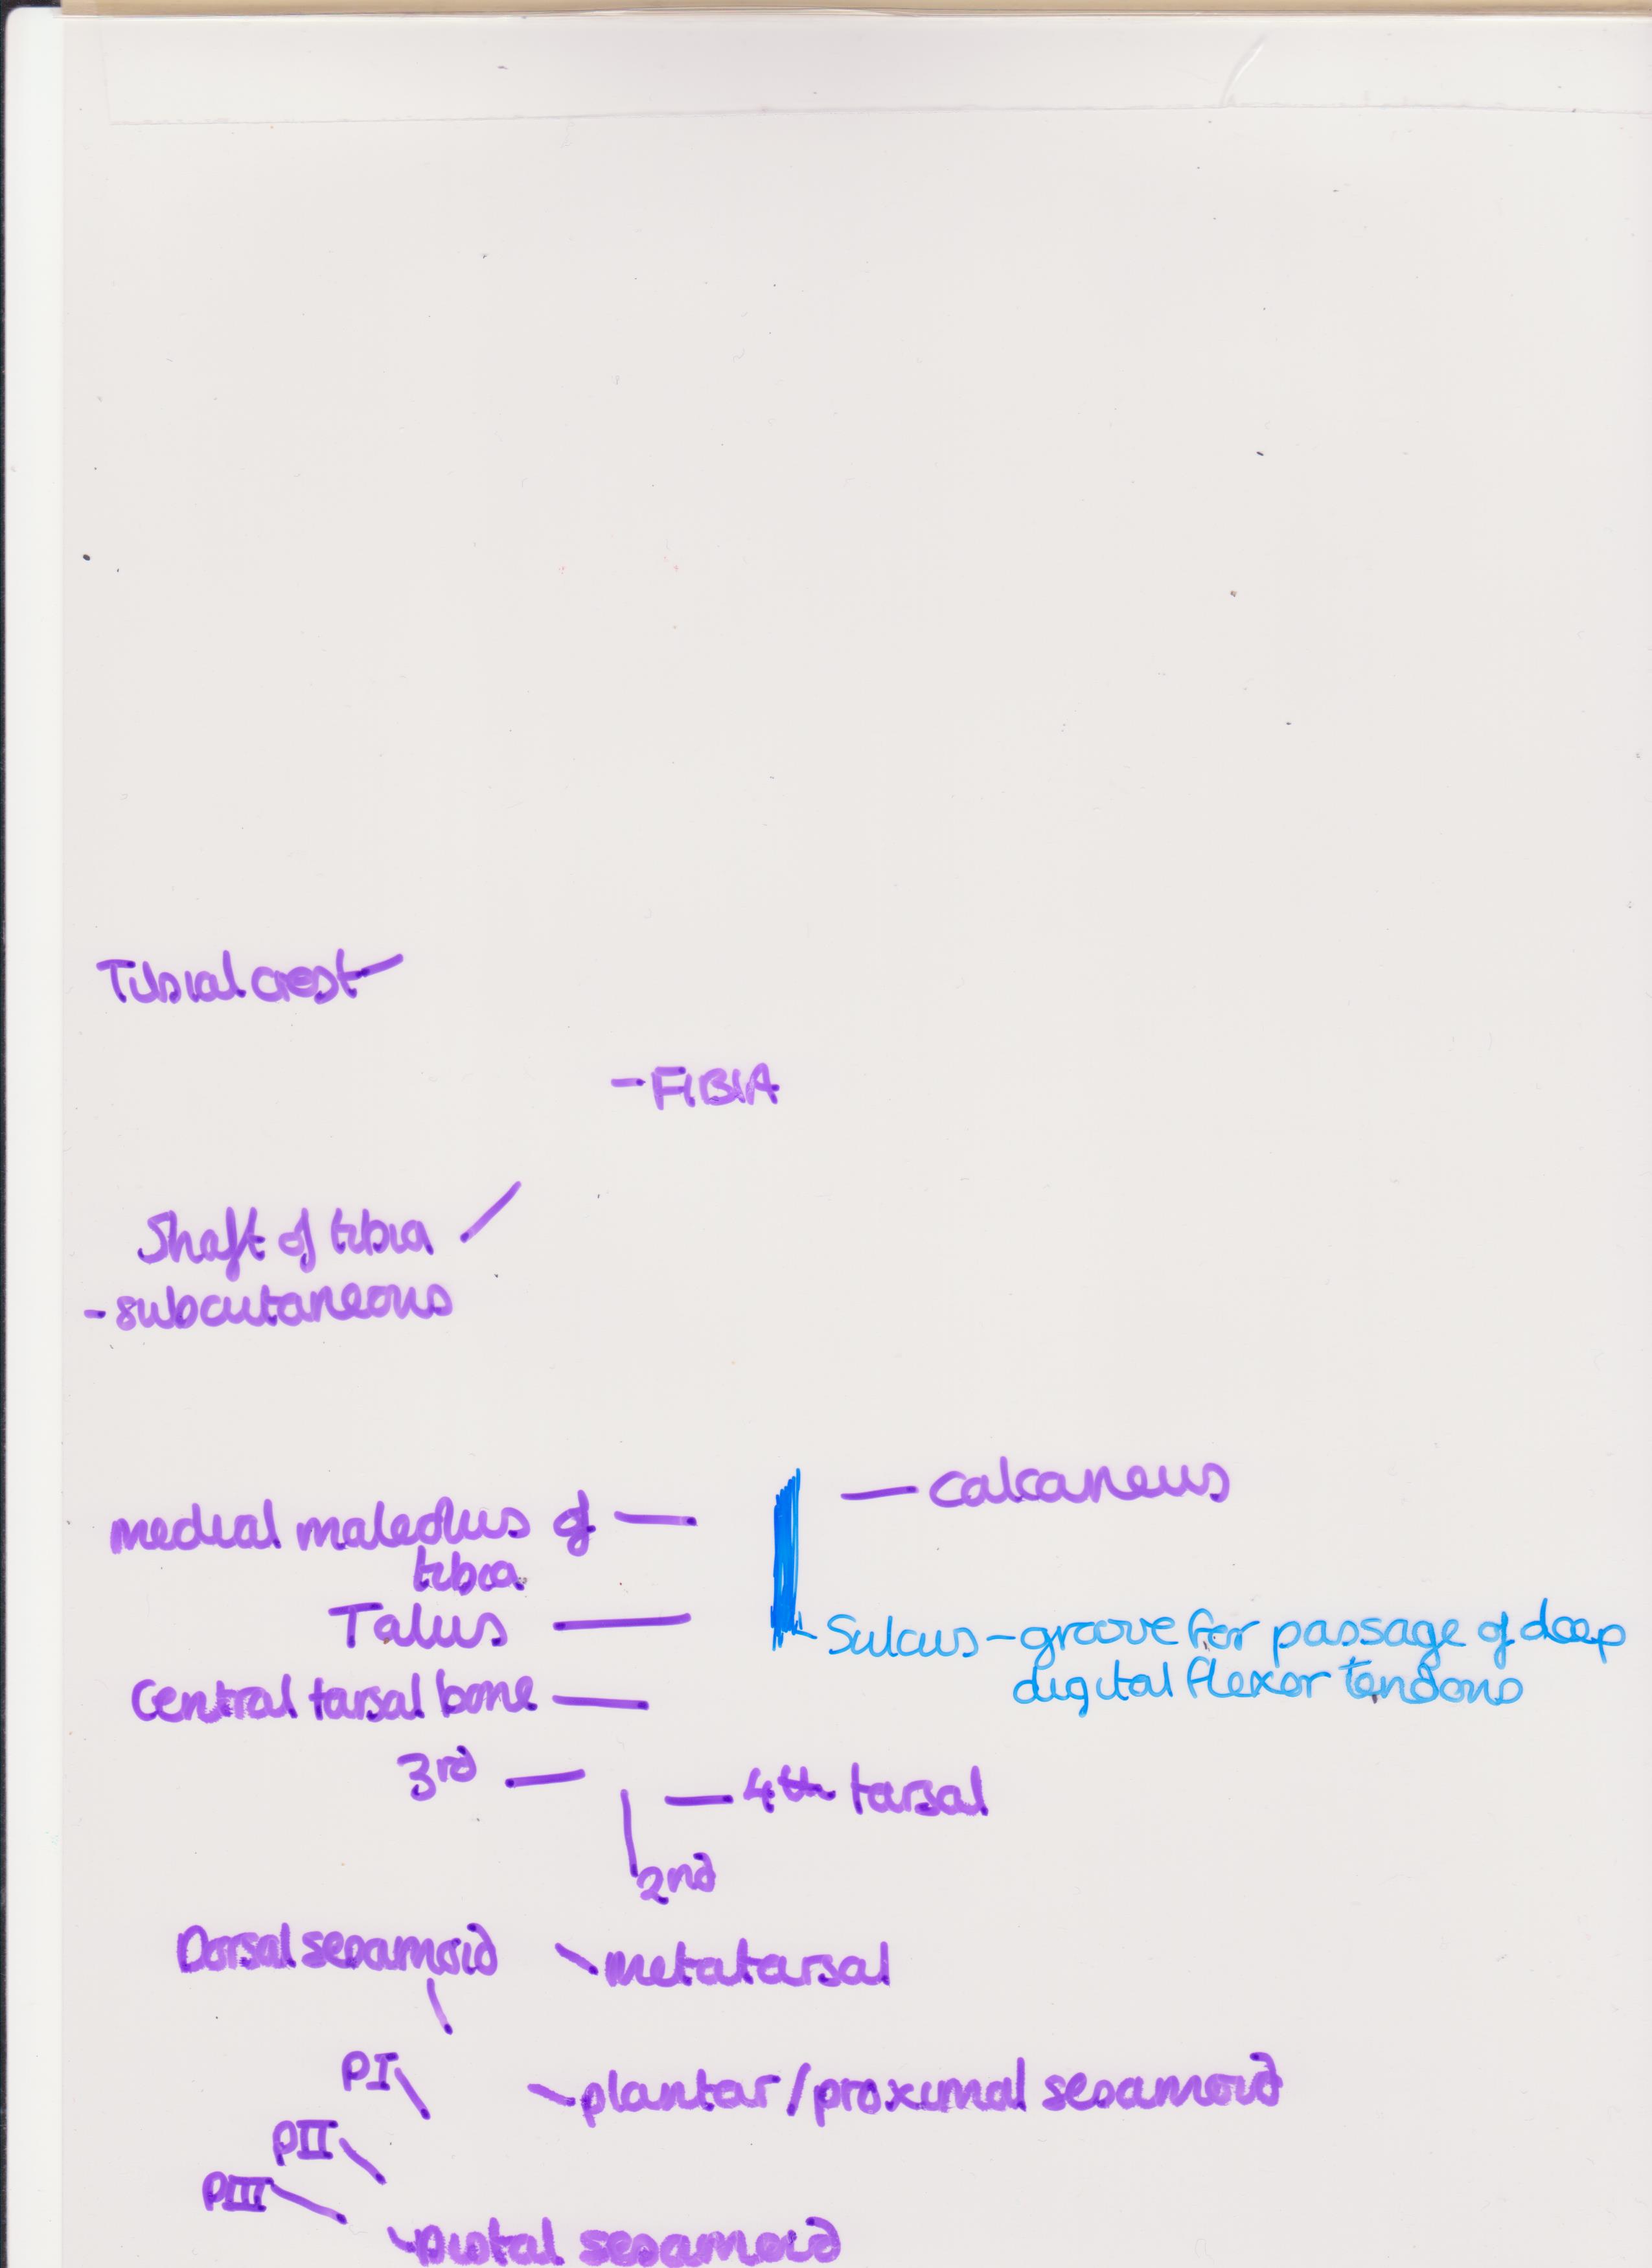 Tibial crest
- FIBIA
Shaft of tibia
- subcutaneous
- calcaneus
medial maleolus of
tibia
Talus
Sulcus - groove for passage of deep
digital flexor tendons
Central tarsal bone
3rd
4th tarsal
2nd
Dorsal sesamoid
metatarsal
PI
plantar/proximal sesamoid
PII
PIII
Distal sesamoid